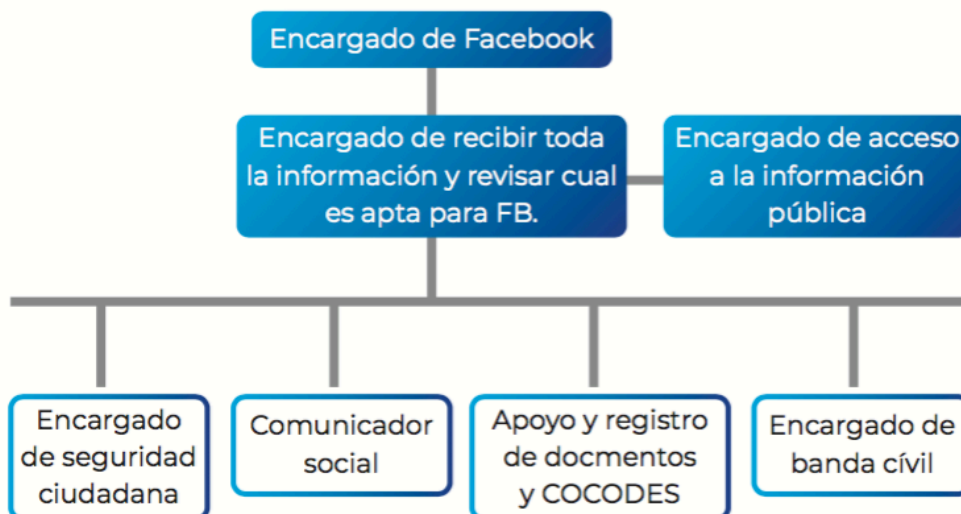 Encargado de Facebook
Encargado de recibir toda
la información y revisar cual
es apta para FB.
Encargado de acceso
a la información
pública
Encargado
de seguridad
ciudadana
Comunicador
social
Apoyo y registro
de docmentos
y COCODES
Encargado de
banda cívil